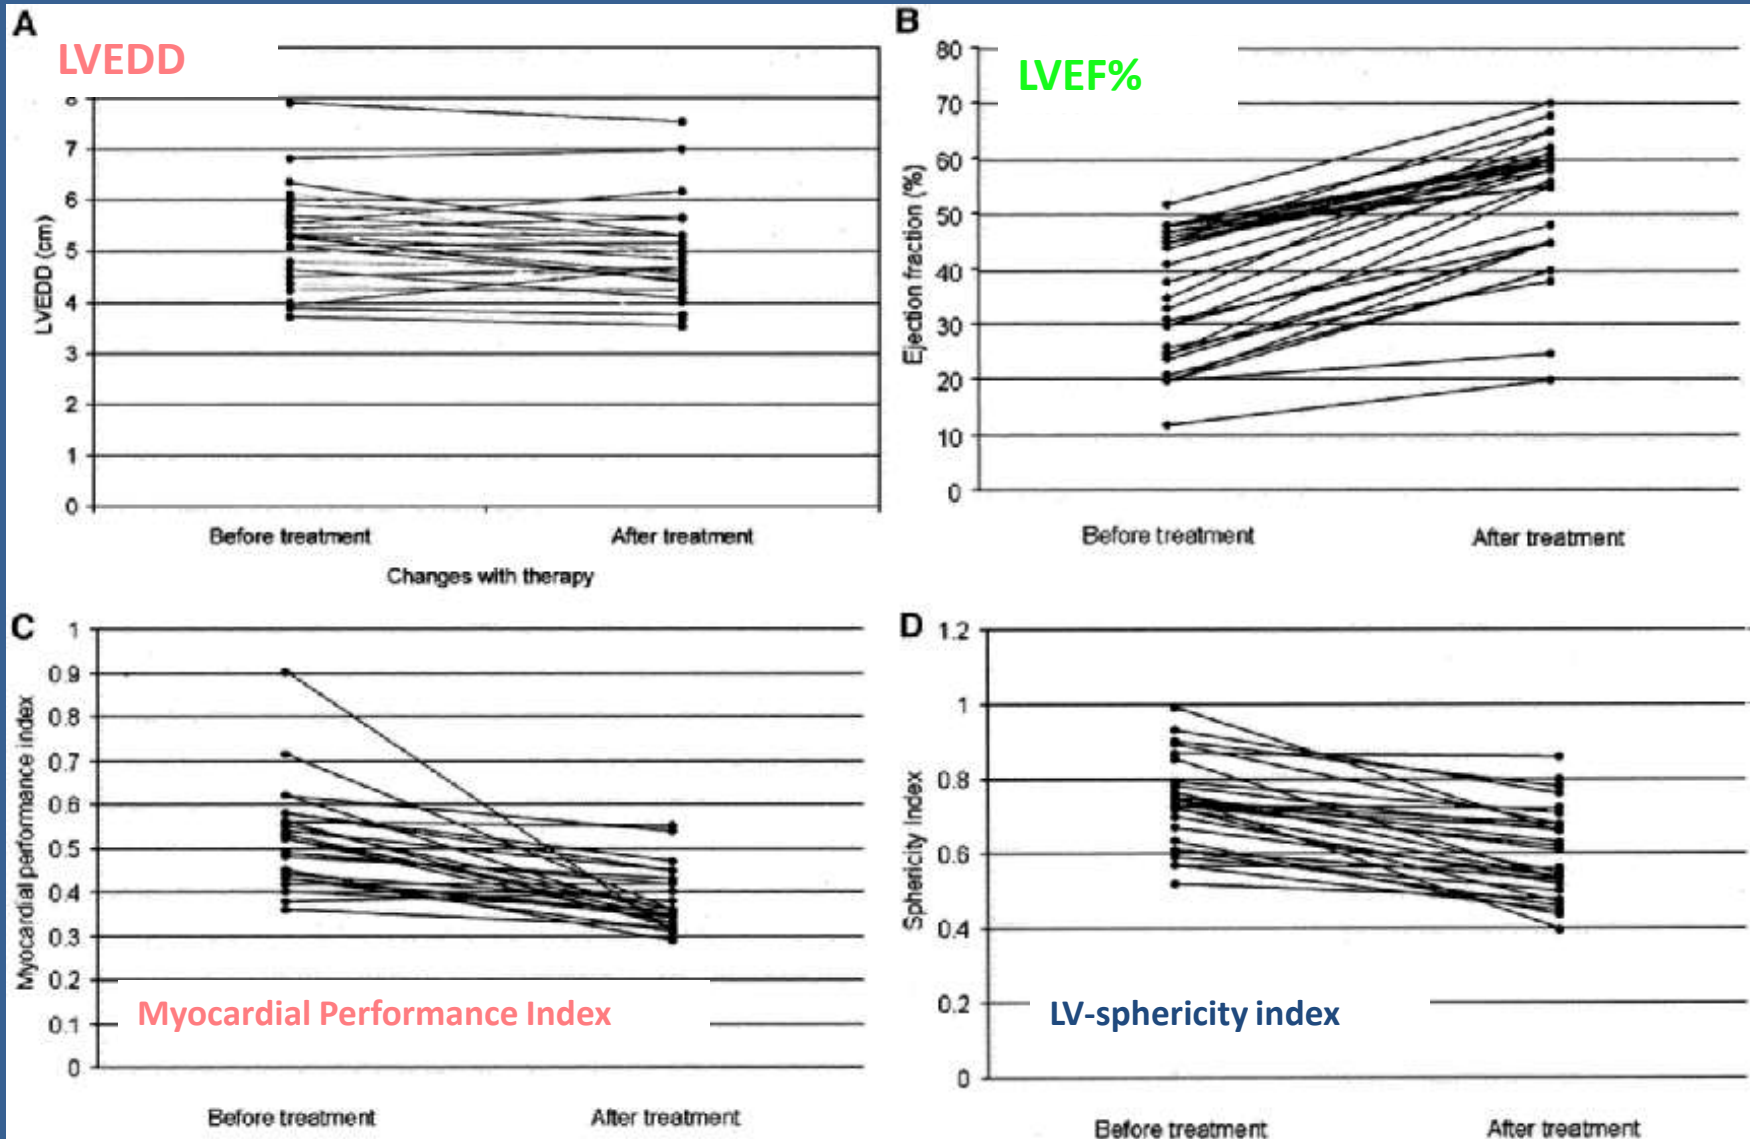 A
LVEDD
8
7
6
5
4
3
2
1
0
LVEDD (cm)
Before treatment
After treatment
Changes with therapy
B
LVEF%
80
70
60
50
40
30
20
10
0
Ejection fraction (%)
Before treatment
After treatment
C
1
0.9
0.8
0.7
0.6
0.5
0.4
0.3
0.2
0.1
0
Myocardial performance index
Myocardial Performance Index
Before treatment
After treatment
D
1.2
1
0.8
0.6
0.4
0.2
0
Sphericity index
LV-sphericity index
Before treatment
After treatment